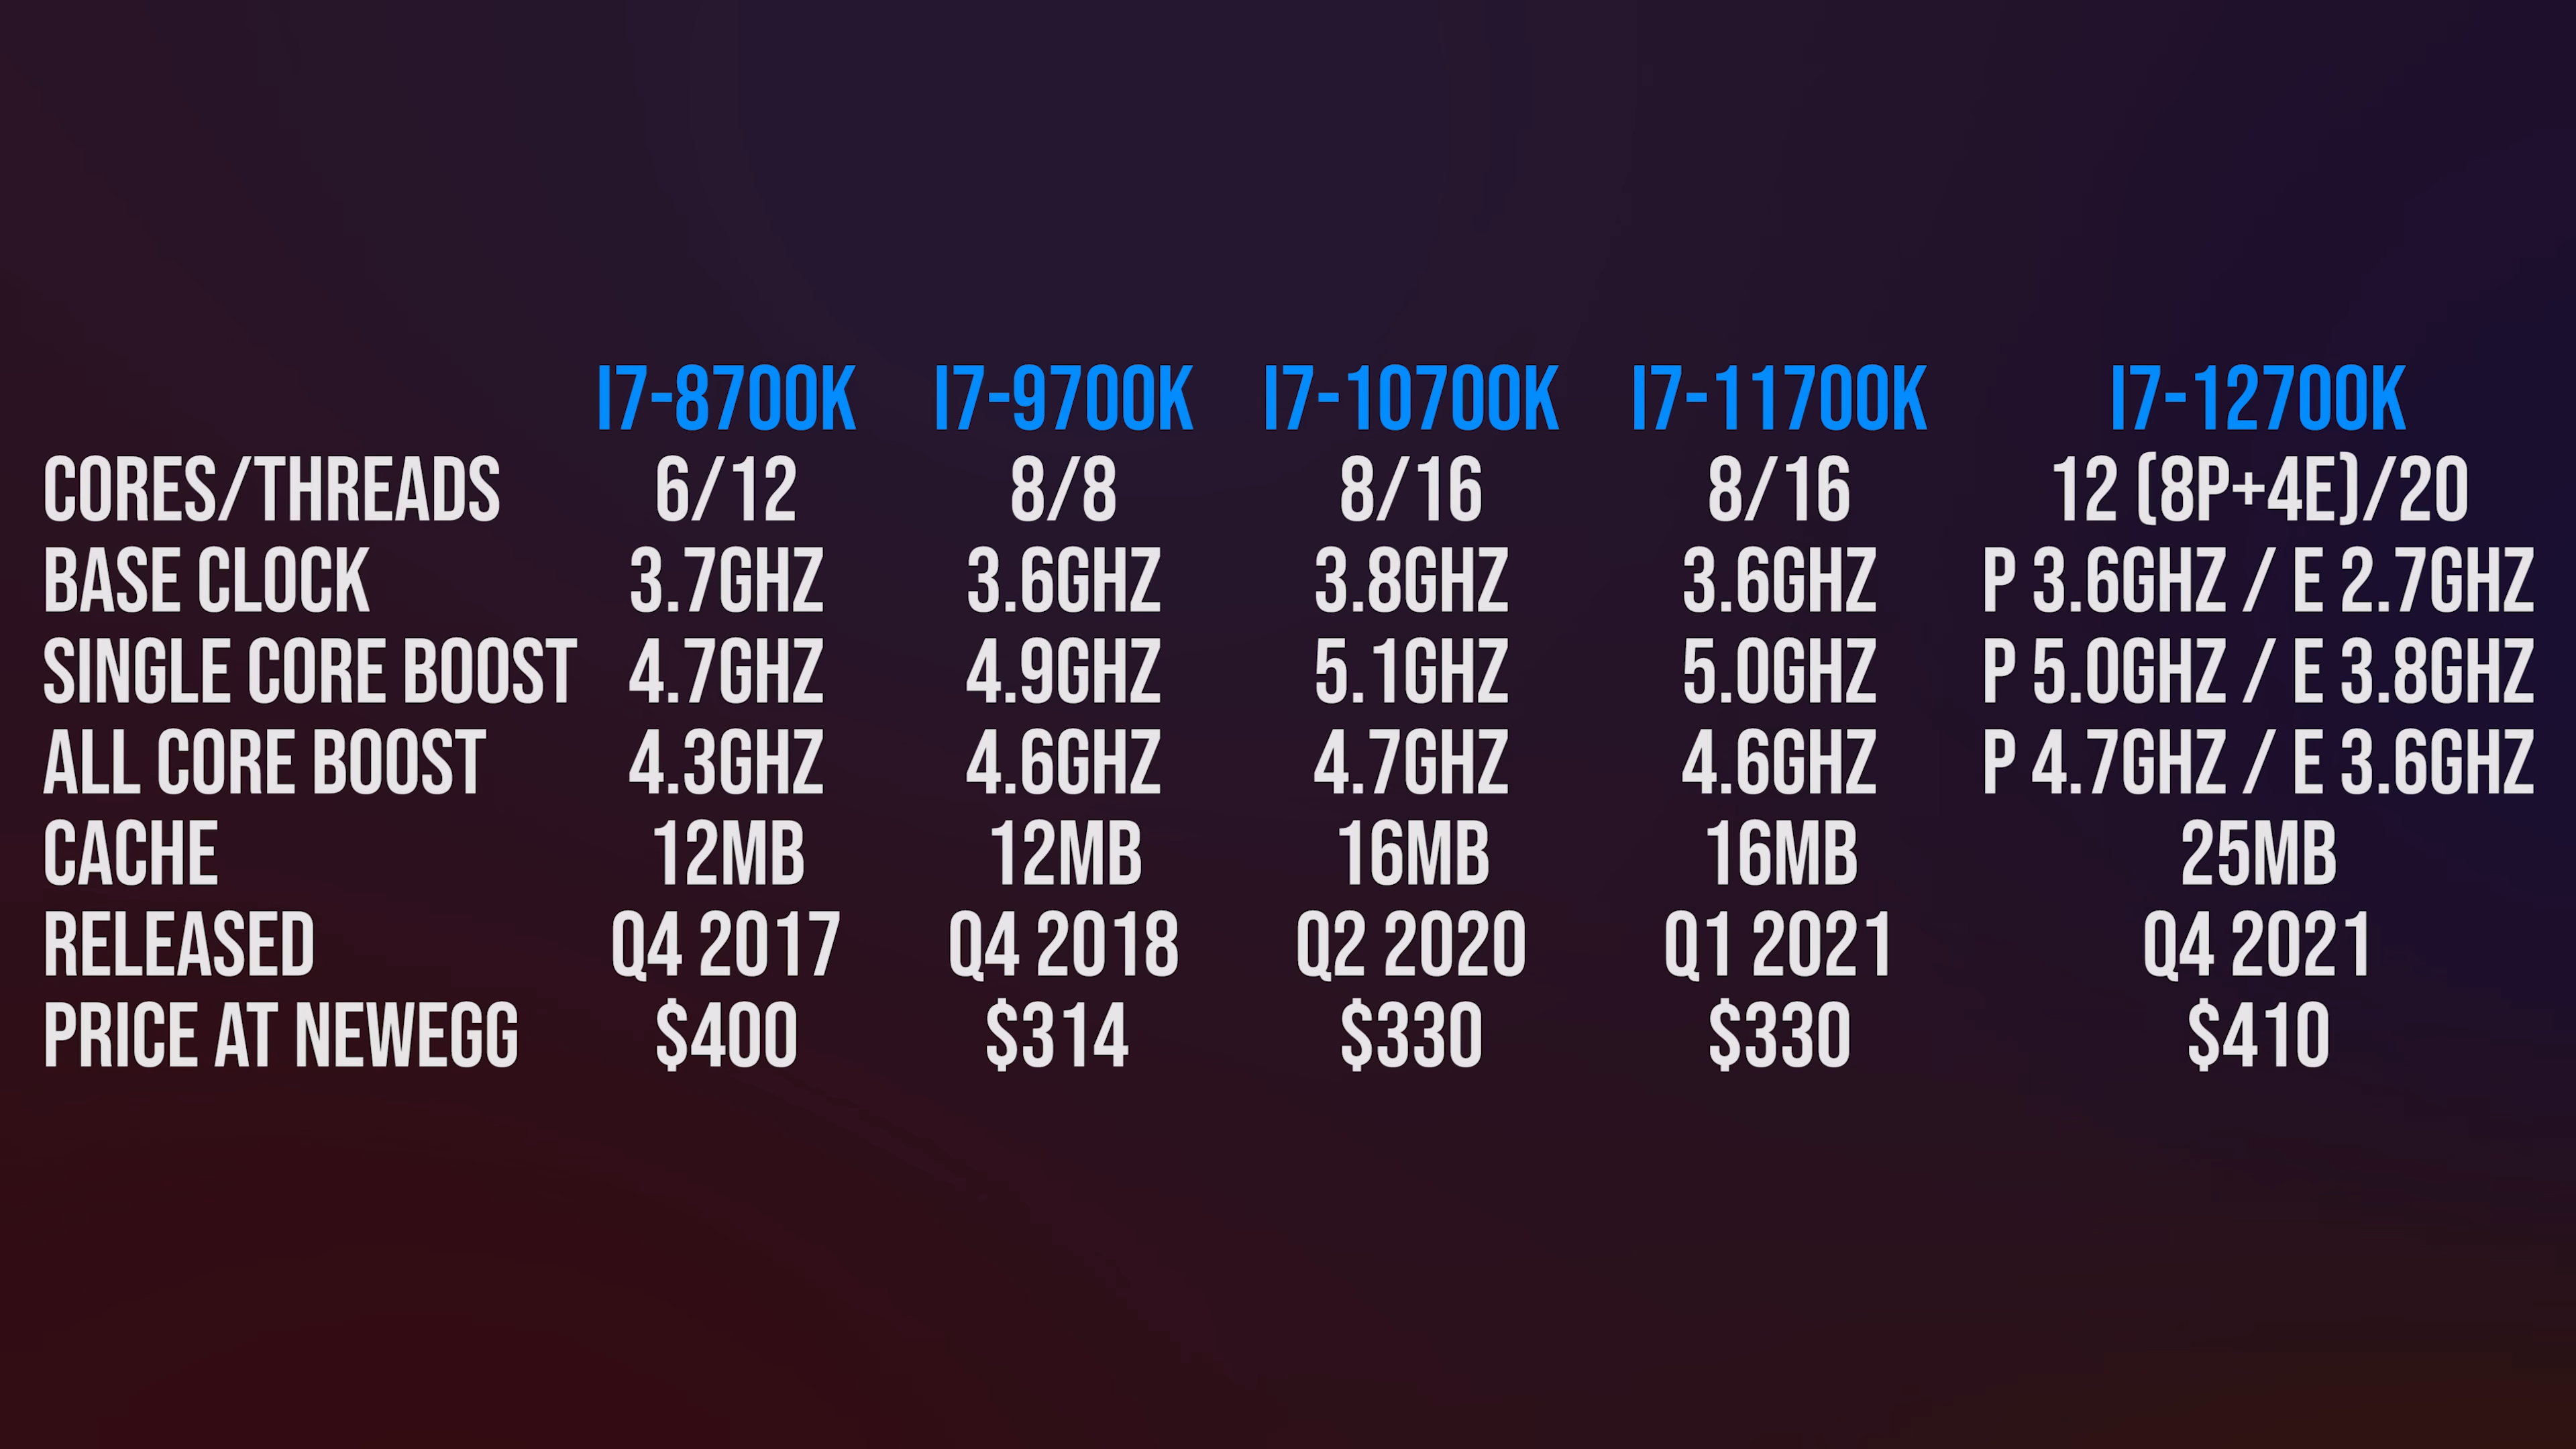 I7-8700K I7-9700K I7-10700K I7-11700K I7-12700K
CORES/THREADS 6/12 8/8 8/16 8/16 12 (8P+4E)/20
BASE CLOCK 3.7GHZ 3.6GHZ 3.8GHZ 3.6GHZ P 3.6GHZ / E 2.7GHZ
SINGLE CORE BOOST 4.7GHZ 4.9GHZ 5.1GHZ 5.0GHZ P 5.0GHZ / E 3.8GHZ
ALL CORE BOOST 4.3GHZ 4.6GHZ 4.7GHZ 4.6GHZ P 4.7GHZ / E 3.6GHZ
CACHE 12MB 12MB 16MB 16MB 25MB
RELEASED Q4 2017 Q4 2018 Q2 2020 Q1 2021 Q4 2021
PRICE AT NEWEGG $400 $314 $330 $330 $410